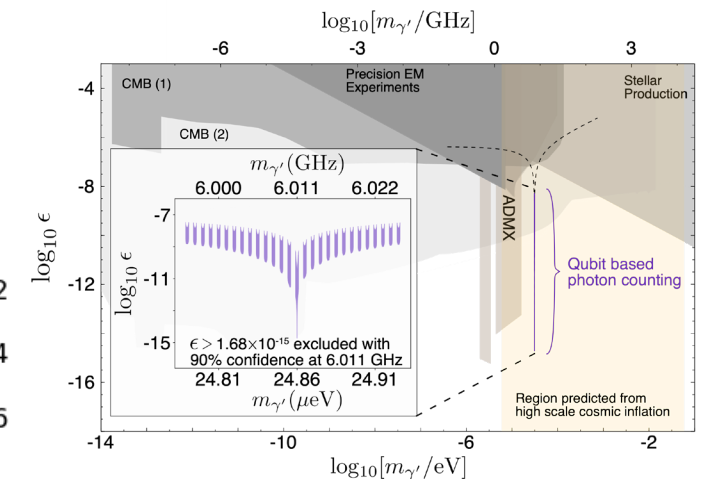 log₁₀[m_γ′/GHz]
-6 -3 0 3
-4
CMB (1)
Precision EM
Experiments
Stellar
Production
CMB (2)
m_γ′(GHz)
6.000 6.011 6.022
-7
-8
ADMX
log₁₀ ϵ
log₁₀ ϵ
-11
Qubit based
photon counting
2
-12
-15
ϵ > 1.68×10⁻¹⁵ excluded with
90% confidence at 6.011 GHz
4
24.81 24.86 24.91
-16
m_γ′(μeV)
Region predicted from
high scale cosmic inflation
-14 -10 -6 -2
log₁₀[m_γ′/eV]